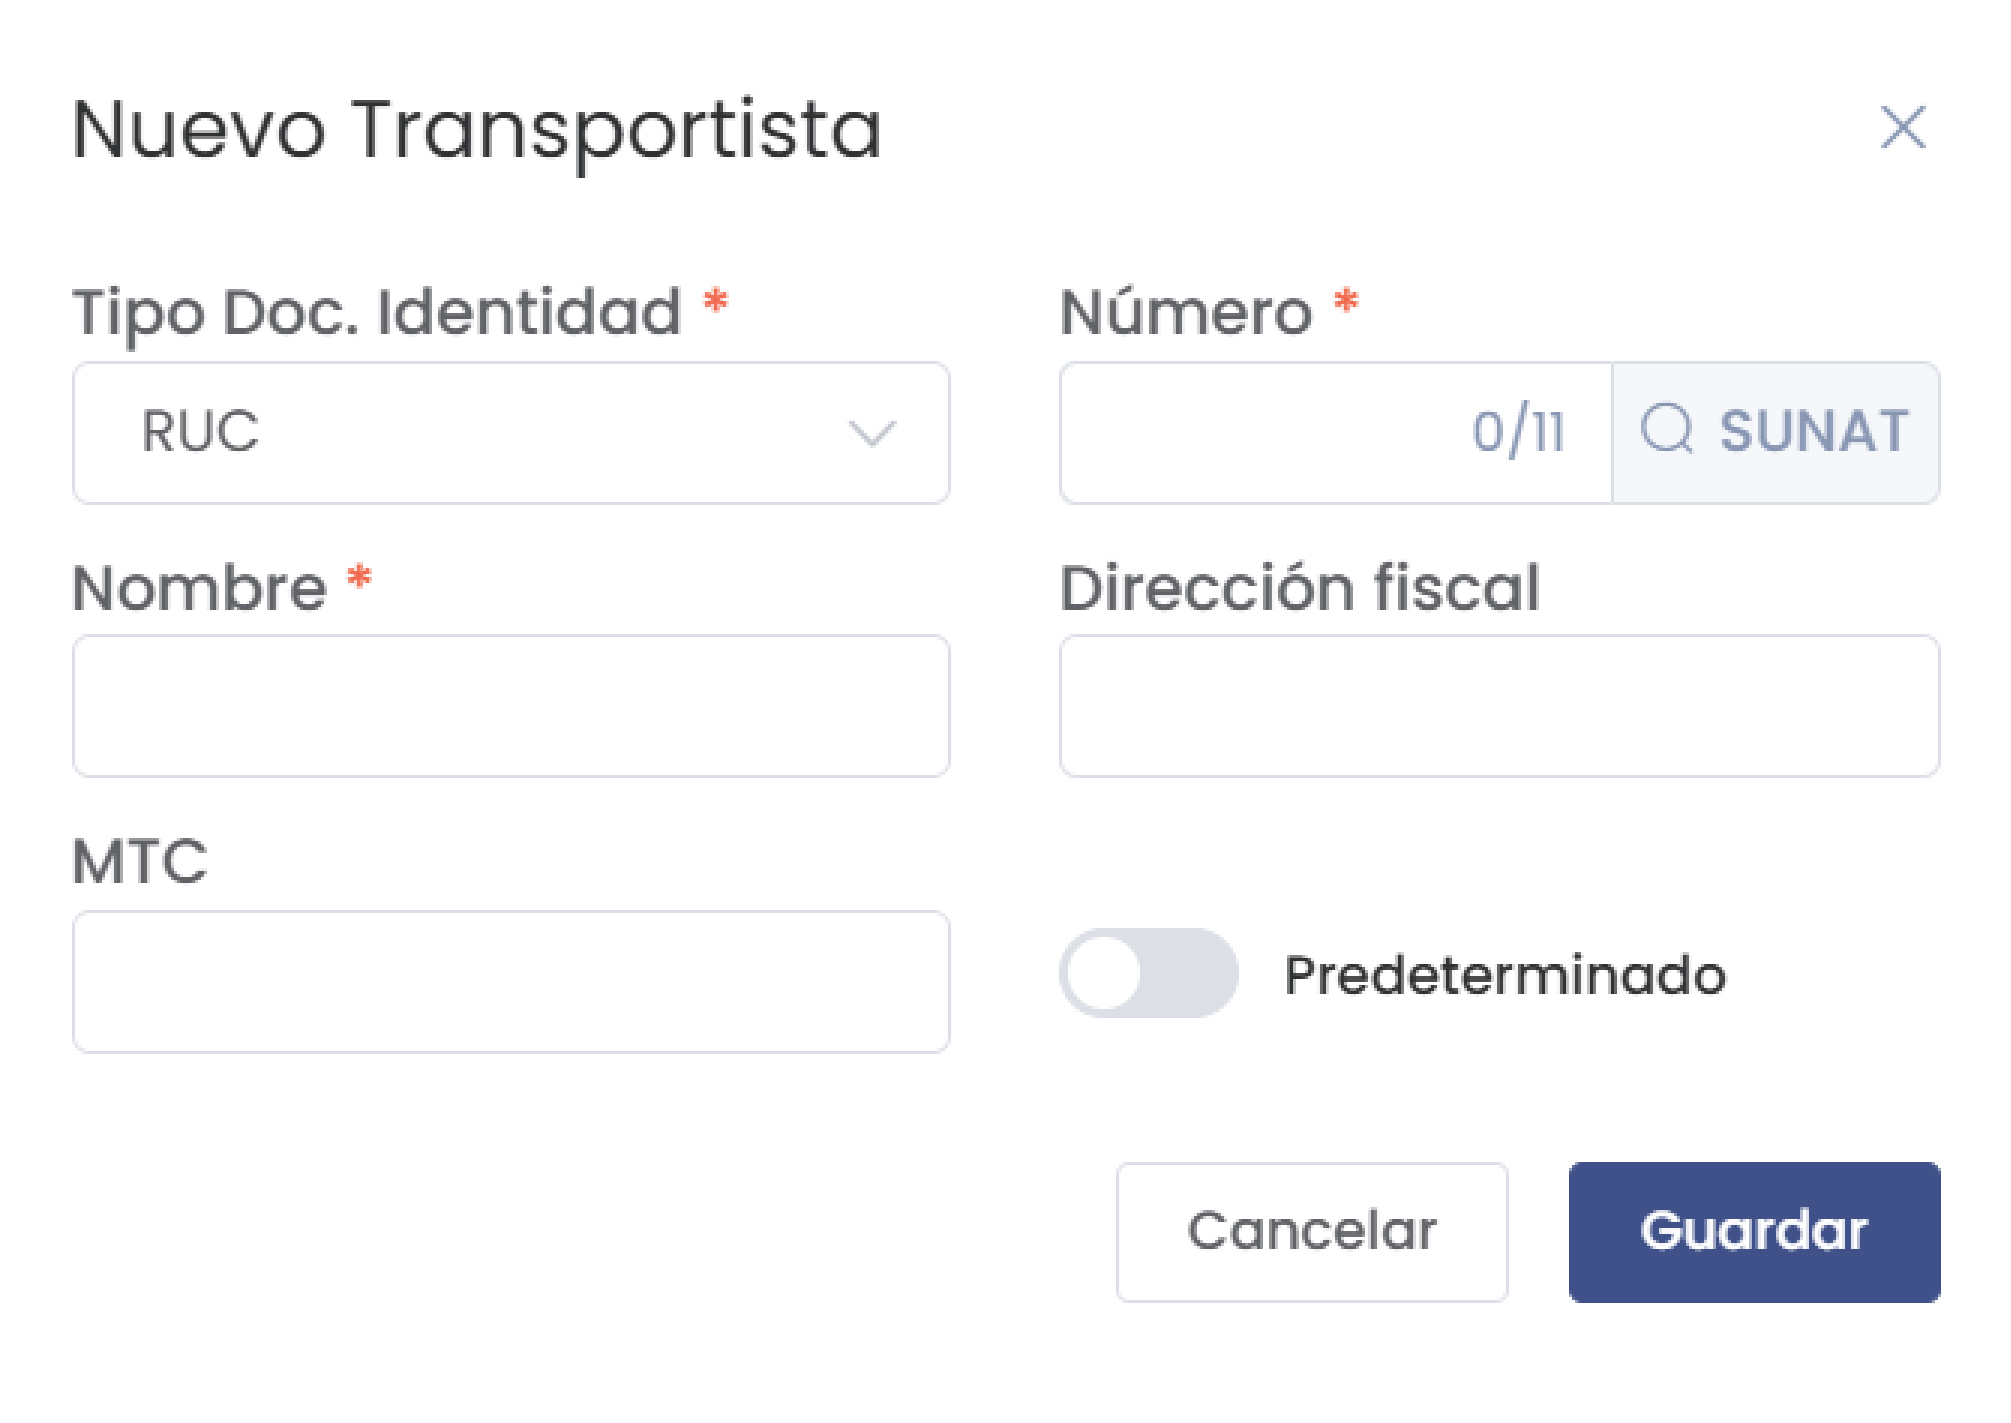 Nuevo Transportista
Tipo Doc. Identidad *
Número *
RUC
0/11
SUNAT
Nombre *
Dirección fiscal
MTC
Predeterminado
Cancelar
Guardar